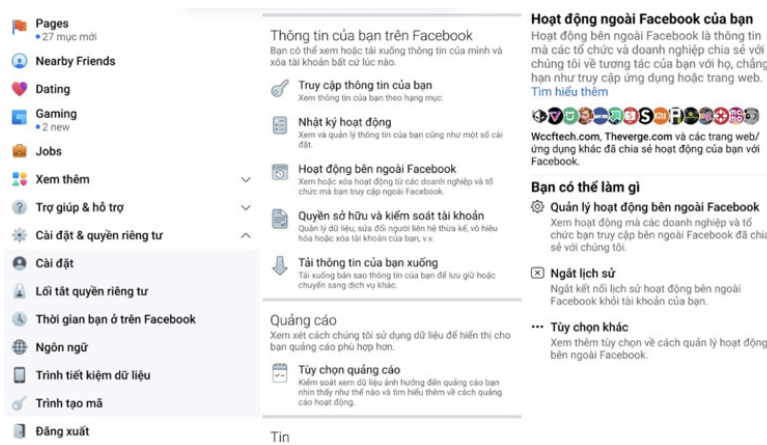 Pages
27 mục mới
Nearby Friends
Dating
Gaming
2 new
Jobs
Xem thêm
Trợ giúp & hỗ trợ
Cài đặt & quyền riêng tư
Cài đặt
Lối tắt quyền riêng tư
Thời gian bạn ở trên Facebook
Ngôn ngữ
Trình tiết kiệm dữ liệu
Trình tạo mã
Đăng xuất
Thông tin của bạn trên Facebook
Bạn có thể xem hoặc tải xuống thông tin của mình và
xóa tài khoản bất cứ lúc nào.
Truy cập thông tin của bạn
Xem thông tin của bạn theo hạng mục.
Nhật ký hoạt động
Xem và quản lý thông tin của bạn cũng như một số cài
đặt.
Hoạt động bên ngoài Facebook
Xem hoặc xóa hoạt động từ các doanh nghiệp và tổ
chức mà bạn truy cập ngoài Facebook.
Quyền sở hữu và kiểm soát tài khoản
Quản lý dữ liệu, sửa đổi người liên hệ thừa kế, vô hiệu
hóa hoặc xóa tài khoản của bạn, v.v.
Tải thông tin của bạn xuống
Tải xuống bản sao thông tin của bạn để lưu giữ hoặc
chuyển sang dịch vụ khác.
Quảng cáo
Xem xét cách chúng tôi sử dụng dữ liệu để hiển thị cho
bạn quảng cáo phù hợp hơn.
Tùy chọn quảng cáo
Kiểm soát xem dữ liệu ảnh hưởng đến quảng cáo bạn
nhìn thấy như thế nào và tìm hiểu thêm về cách quảng
cáo hoạt động.
Tin
Hoạt động ngoài Facebook của bạn
Hoạt động bên ngoài Facebook là thông tin
mà các tổ chức và doanh nghiệp chia sẻ với
chúng tôi về tương tác của bạn với họ, chẳng
hạn như truy cập ứng dụng hoặc trang web.
Tìm hiểu thêm
Wccftech.com, Theverge.com và các trang web/
ứng dụng khác đã chia sẻ hoạt động của bạn với
Facebook.
Bạn có thể làm gì
Quản lý hoạt động bên ngoài Facebook
Xem hoạt động mà các doanh nghiệp và tổ
chức bạn truy cập bên ngoài Facebook đã chia
sẻ với chúng tôi.
Ngắt lịch sử
Ngắt kết nối lịch sử hoạt động bên ngoài
Facebook khỏi tài khoản của bạn.
Tùy chọn khác
Xem thêm tùy chọn về cách quản lý hoạt động
bên ngoài Facebook.